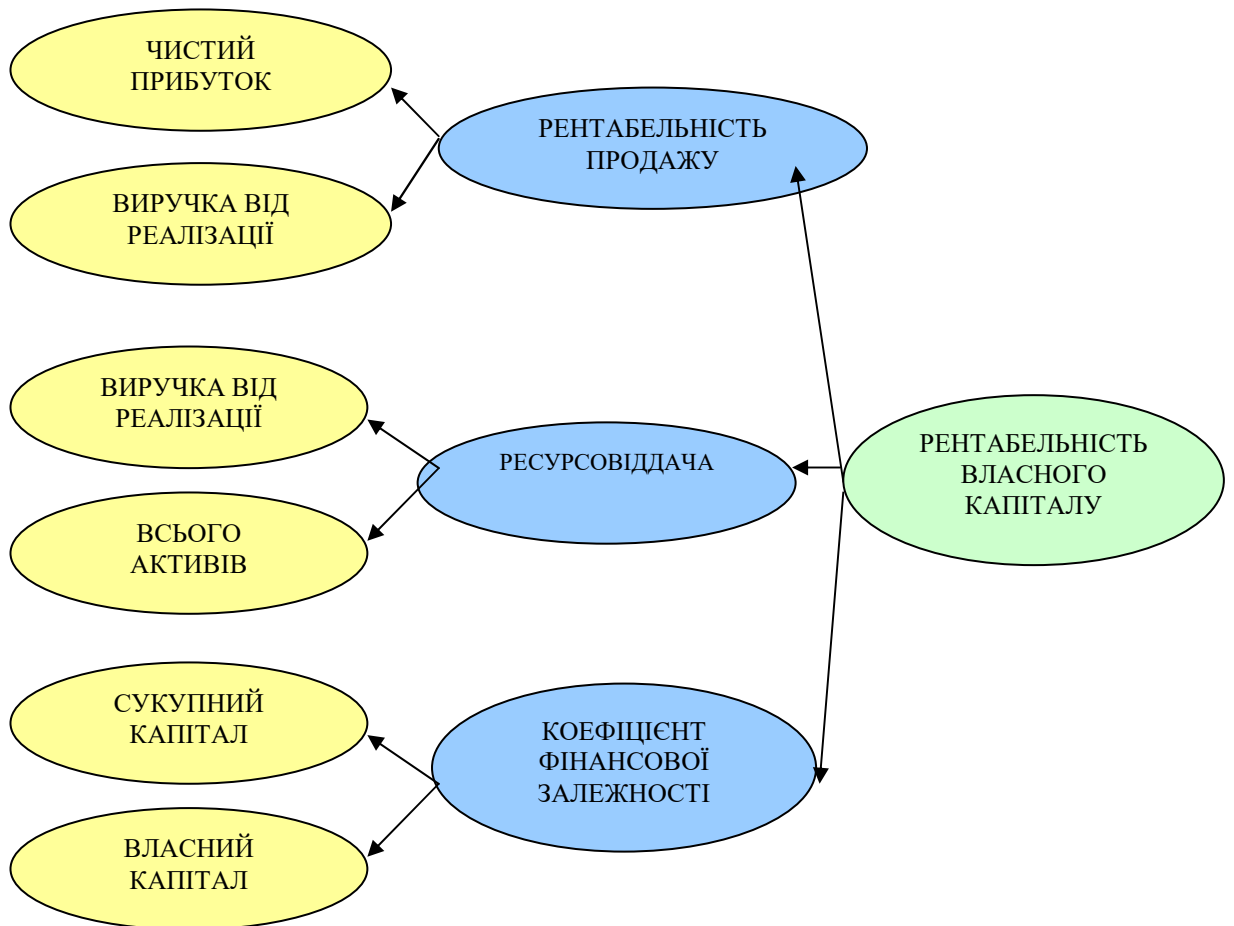 ЧИСТИЙ
ПРИБУТОК
РЕНТАБЕЛЬНІСТЬ
ПРОДАЖУ
ВИРУЧКА ВІД
РЕАЛІЗАЦІЇ
ВИРУЧКА ВІД
РЕАЛІЗАЦІЇ
РЕСУРСОВІДДАЧА
РЕНТАБЕЛЬНІСТЬ
ВЛАСНОГО
КАПІТАЛУ
ВСЬОГО
АКТИВІВ
СУКУПНИЙ
КАПІТАЛ
КОЕФІЦІЄНТ
ФІНАНСОВОЇ
ЗАЛЕЖНОСТІ
ВЛАСНИЙ
КАПІТАЛ